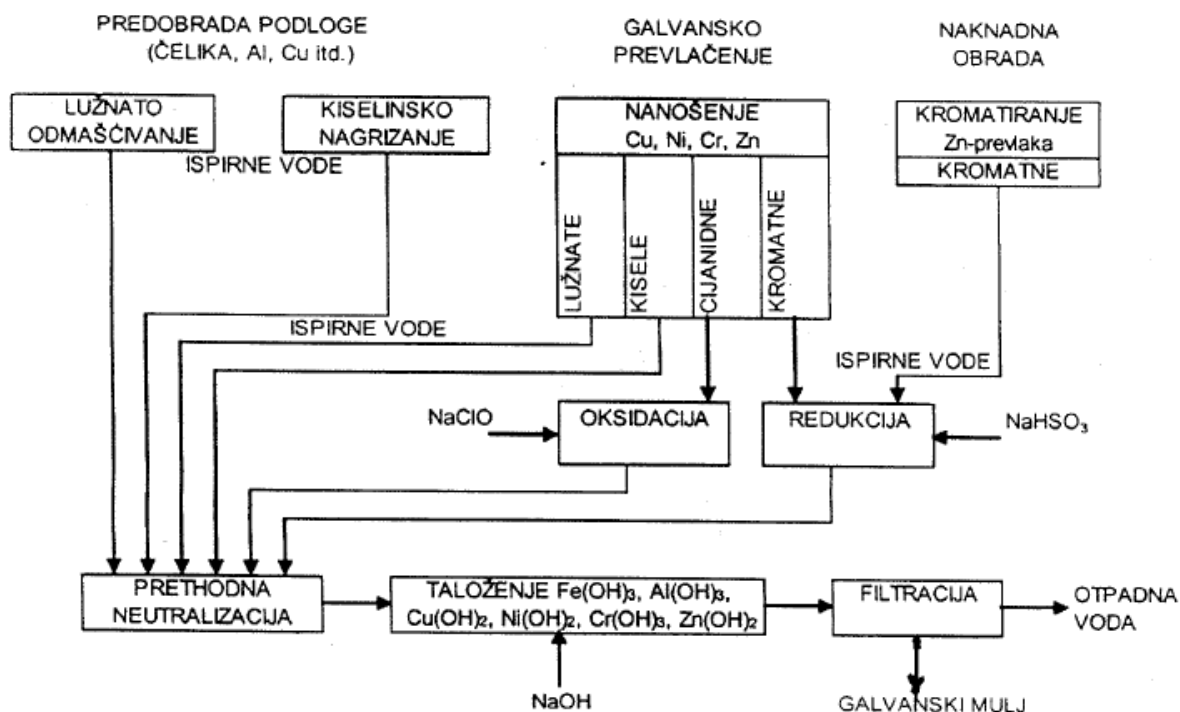 PREDOBRADA PODLOGE
(ČELIKA, Al, Cu itd.)
GALVANSKO
PREVLAČENJE
NAKNADNA
OBRADA
LUŽNATO
ODMAŠĆIVANJE
KISELINSKO
NAGRIZANJE
ISPIRNE VODE
NANOŠENJE
Cu, Ni, Cr, Zn
LUŽNATE
KISELE
CIJANIDNE
KROMATNE
KROMATIRANJE
Zn-prevlaka
KROMATNE
ISPIRNE VODE
ISPIRNE VODE
NaClO
OKSIDACIJA
REDUKCIJA
NaHSO₃
PRETHODNA
NEUTRALIZACIJA
TALOŽENJE Fe(OH)₃, Al(OH)₃,
Cu(OH)₂, Ni(OH)₂, Cr(OH)₃, Zn(OH)₂
FILTRACIJA
OTPADNA
VODA
NaOH
GALVANSKI MULJ